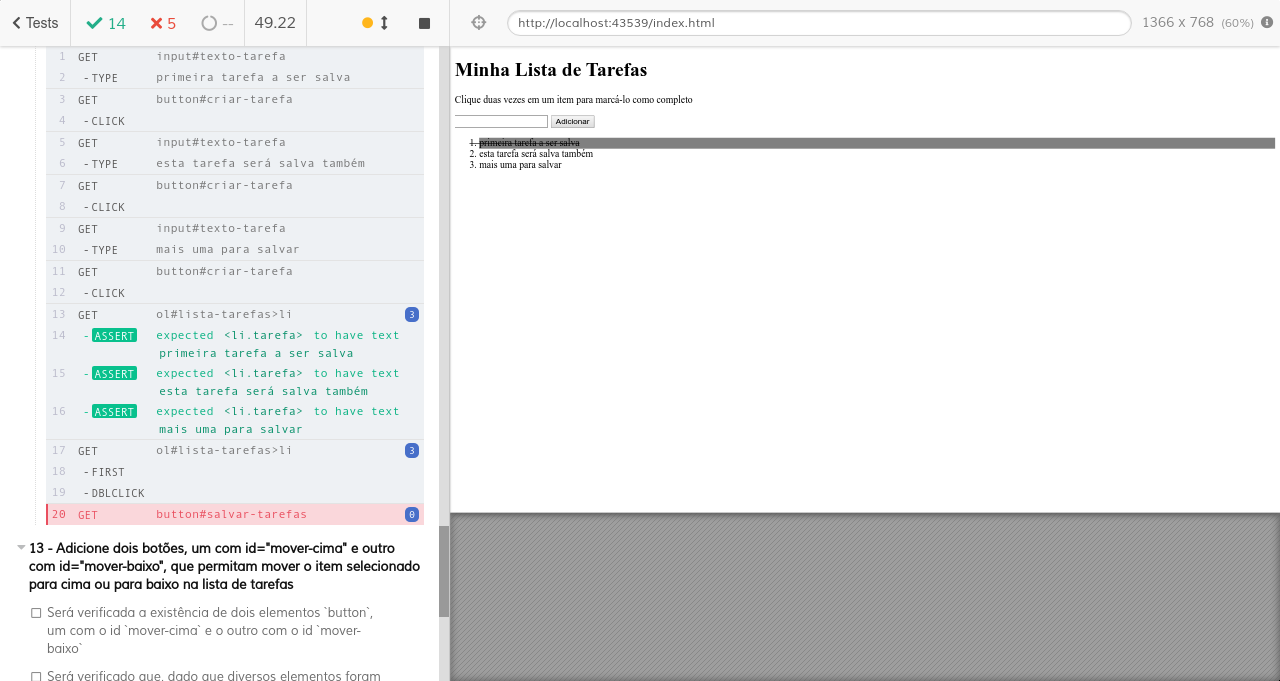 Tests 14 5 -- 49.22 http://localhost:43539/index.html 1366 x 768 (60%)
1 GET input#texto-tarefa
2 -TYPE primeira tarefa a ser salva
3 GET button#criar-tarefa
4 -CLICK
5 GET input#texto-tarefa
6 -TYPE esta tarefa será salva também
7 GET button#criar-tarefa
8 -CLICK
9 GET input#texto-tarefa
10 -TYPE mais uma para salvar
11 GET button#criar-tarefa
12 -CLICK
13 GET ol#lista-tarefas>li 3
14 -ASSERT expected <li.tarefa> to have text
primeira tarefa a ser salva
15 -ASSERT expected <li.tarefa> to have text
esta tarefa será salva também
16 -ASSERT expected <li.tarefa> to have text
mais uma para salvar
17 GET ol#lista-tarefas>li 3
18 -FIRST
19 -DBLCLICK
20 GET button#salvar-tarefas 0
13 - Adicione dois botões, um com id="mover-cima" e outro
com id="mover-baixo", que permitam mover o item selecionado
para cima ou para baixo na lista de tarefas
Será verificada a existência de dois elementos `button`,
um com o id `mover-cima` e o outro com o id `mover-
baixo`
Será verificado que, dado que diversos elementos foram
Minha Lista de Tarefas
Clique duas vezes em um item para marcá-lo como completo
Adicionar
1. primeira tarefa a ser salva
2. esta tarefa será salva também
3. mais uma para salvar